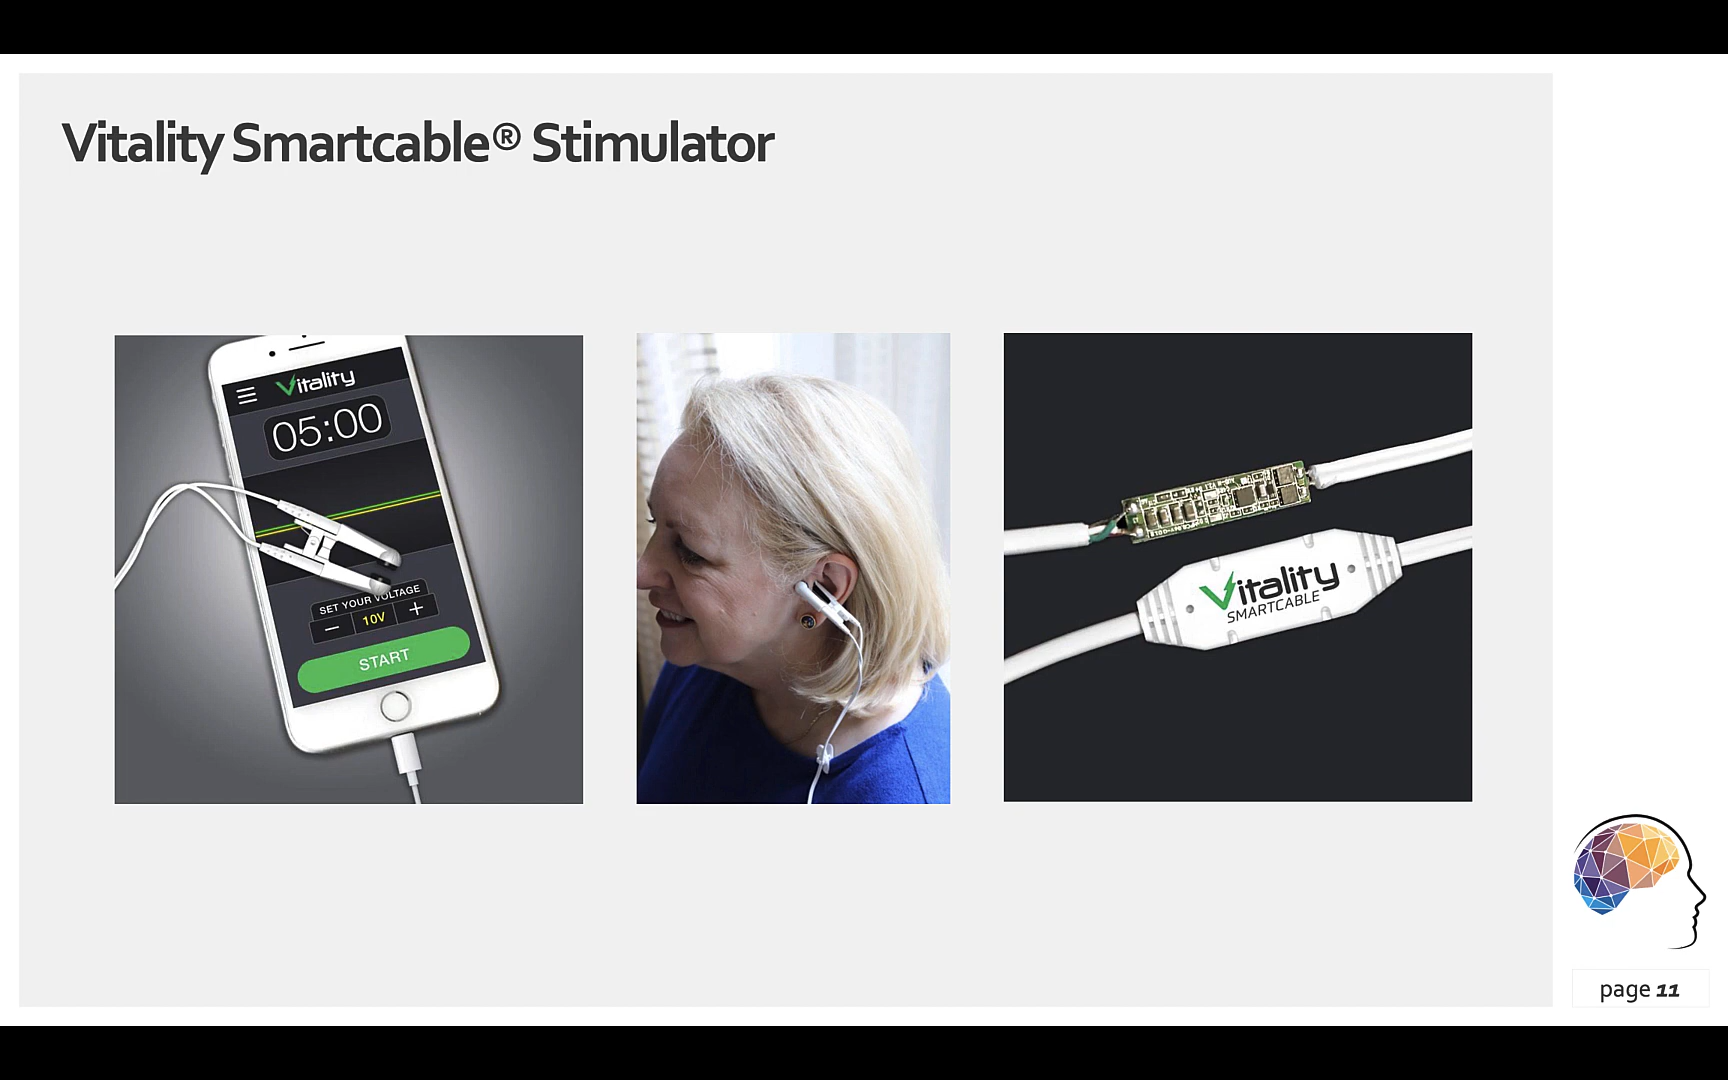 Vitality Smartcable® Stimulator
Vitality
05:00
SET YOUR VOLTAGE
− 10V +
START
Vitality
SMARTCABLE
page 11